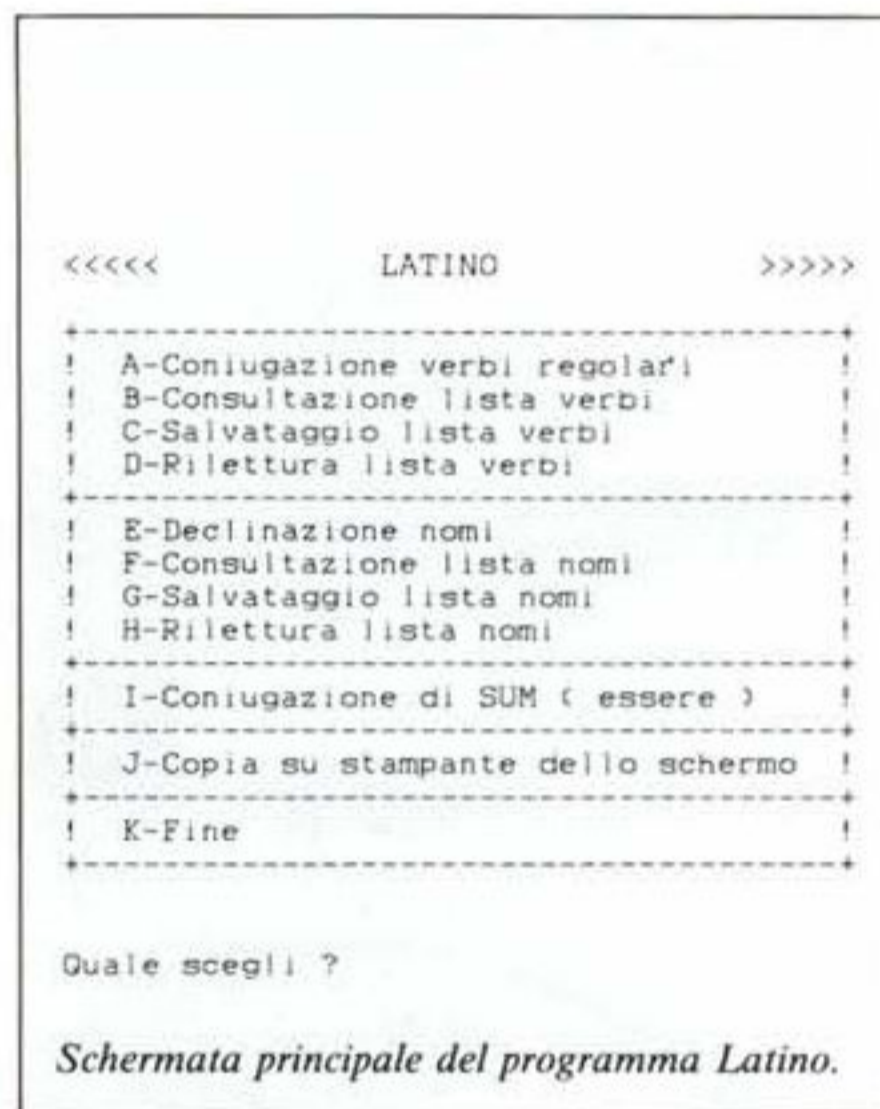 <<<<< LATINO >>>>>
+---------------------------------------+
! A-Coniugazione verbi regolari !
! B-Consultazione lista verbi !
! C-Salvataggio lista verbi !
! D-Rilettura lista verbi !
+---------------------------------------+
! E-Declinazione nomi !
! F-Consultazione lista nomi !
! G-Salvataggio lista nomi !
! H-Rilettura lista nomi !
+---------------------------------------+
! I-Coniugazione di SUM ( essere ) !
+---------------------------------------+
! J-Copia su stampante dello schermo !
+---------------------------------------+
! K-Fine !
+---------------------------------------+
Quale scegli ?
Schermata principale del programma Latino.